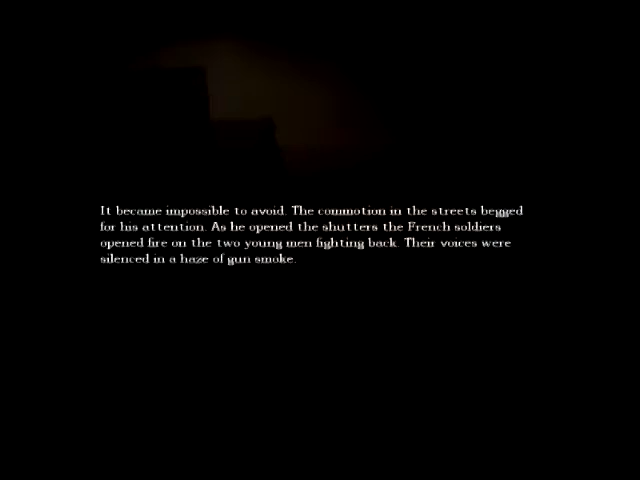 It became impossible to avoid. The commotion in the streets begged
for his attention. As he opened the shutters the French soldiers
opened fire on the two young men fighting back. Their voices were
silenced in a haze of gun smoke.